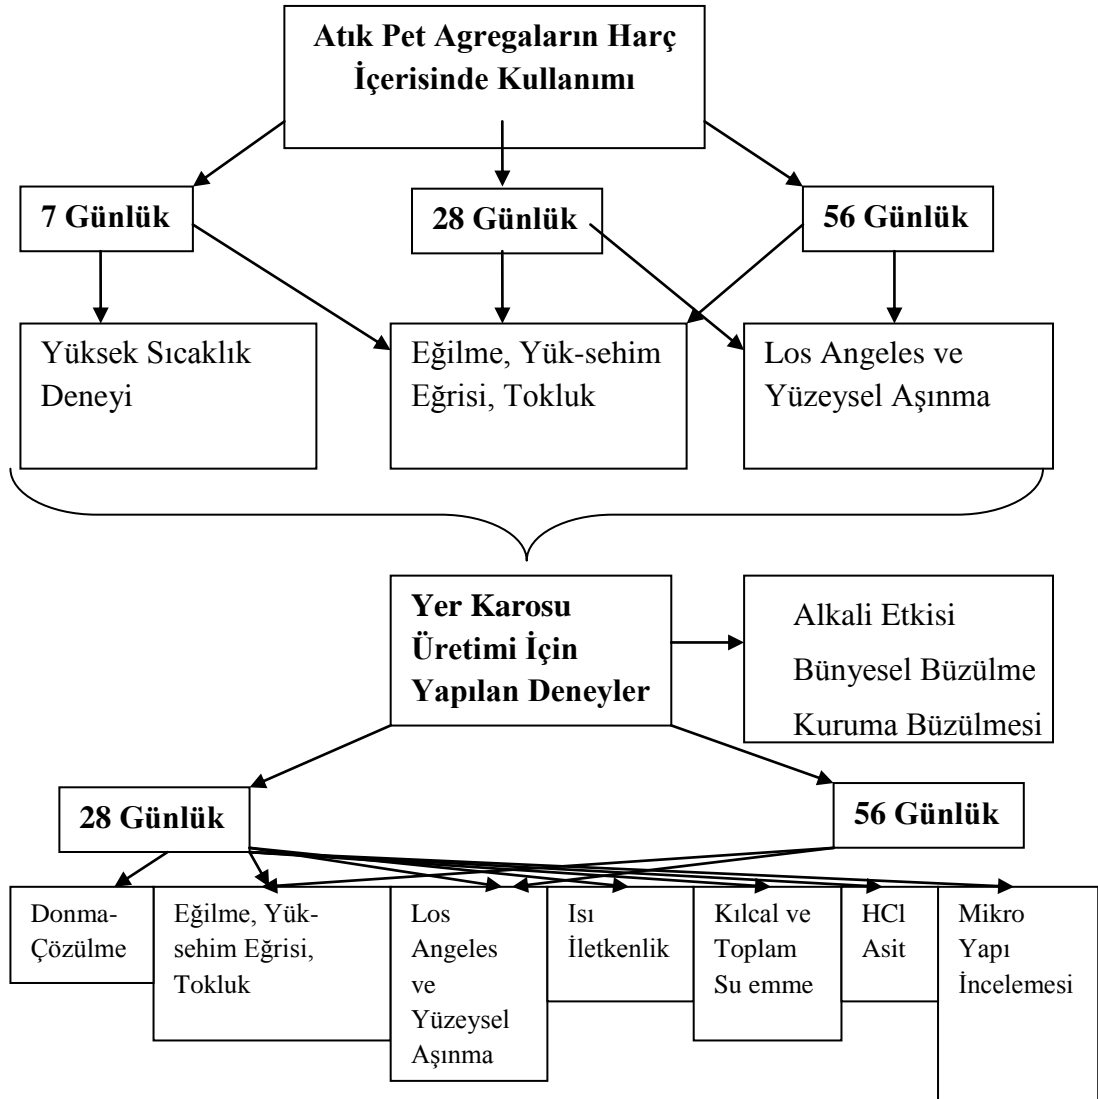 Atık Pet Agregaların Harç
İçerisinde Kullanımı
7 Günlük
28 Günlük
56 Günlük
Yüksek Sıcaklık
Deneyi
Eğilme, Yük-sehim
Eğrisi, Tokluk
Los Angeles ve
Yüzeysel Aşınma
Yer Karosu
Üretimi İçin
Yapılan Deneyler
Alkali Etkisi
Bünyesel Büzülme
Kuruma Büzülmesi
28 Günlük
56 Günlük
Donma-
Çözülme
Eğilme, Yük-
sehim Eğrisi,
Tokluk
Los
Angeles
ve
Yüzeysel
Aşınma
Isı
İletkenlik
Kılcal ve
Toplam
Su emme
HCl
Asit
Mikro
Yapı
İncelemesi